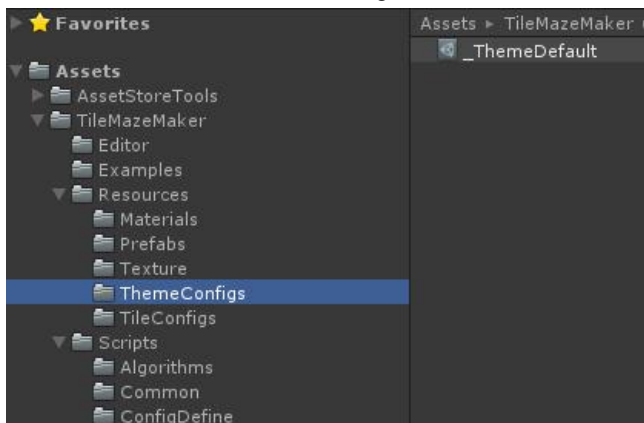 Favorites
Assets
AssetStoreTools
TileMazeMaker
Editor
Examples
Resources
Materials
Prefabs
Texture
ThemeConfigs
TileConfigs
Scripts
Algorithms
Common
ConfigDefine
Assets ▸ TileMazeMaker
_ThemeDefault